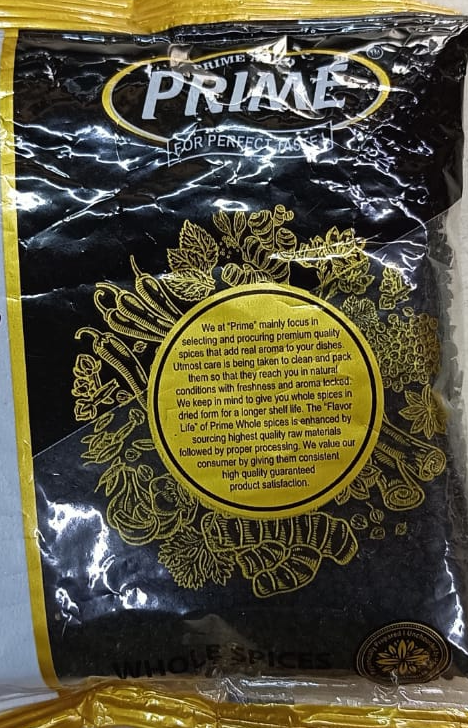 PRIME
PRIME
FOR PERFECT TASTE
We at "Prime" mainly focus in
selecting and procuring premium quality
spices that add real aroma to your dishes.
Utmost care is being taken to clean and pack
them so that they reach you in natural
conditions with freshness and aroma locked.
We keep in mind to give you whole spices in
dried form for a longer shelf life. The "Flavor
Life" of Prime Whole spices is enhanced by
sourcing highest quality raw materials
followed by proper processing. We value our
consumer by giving them consistent
high quality guaranteed
product satisfaction.
WHOLE SPICES